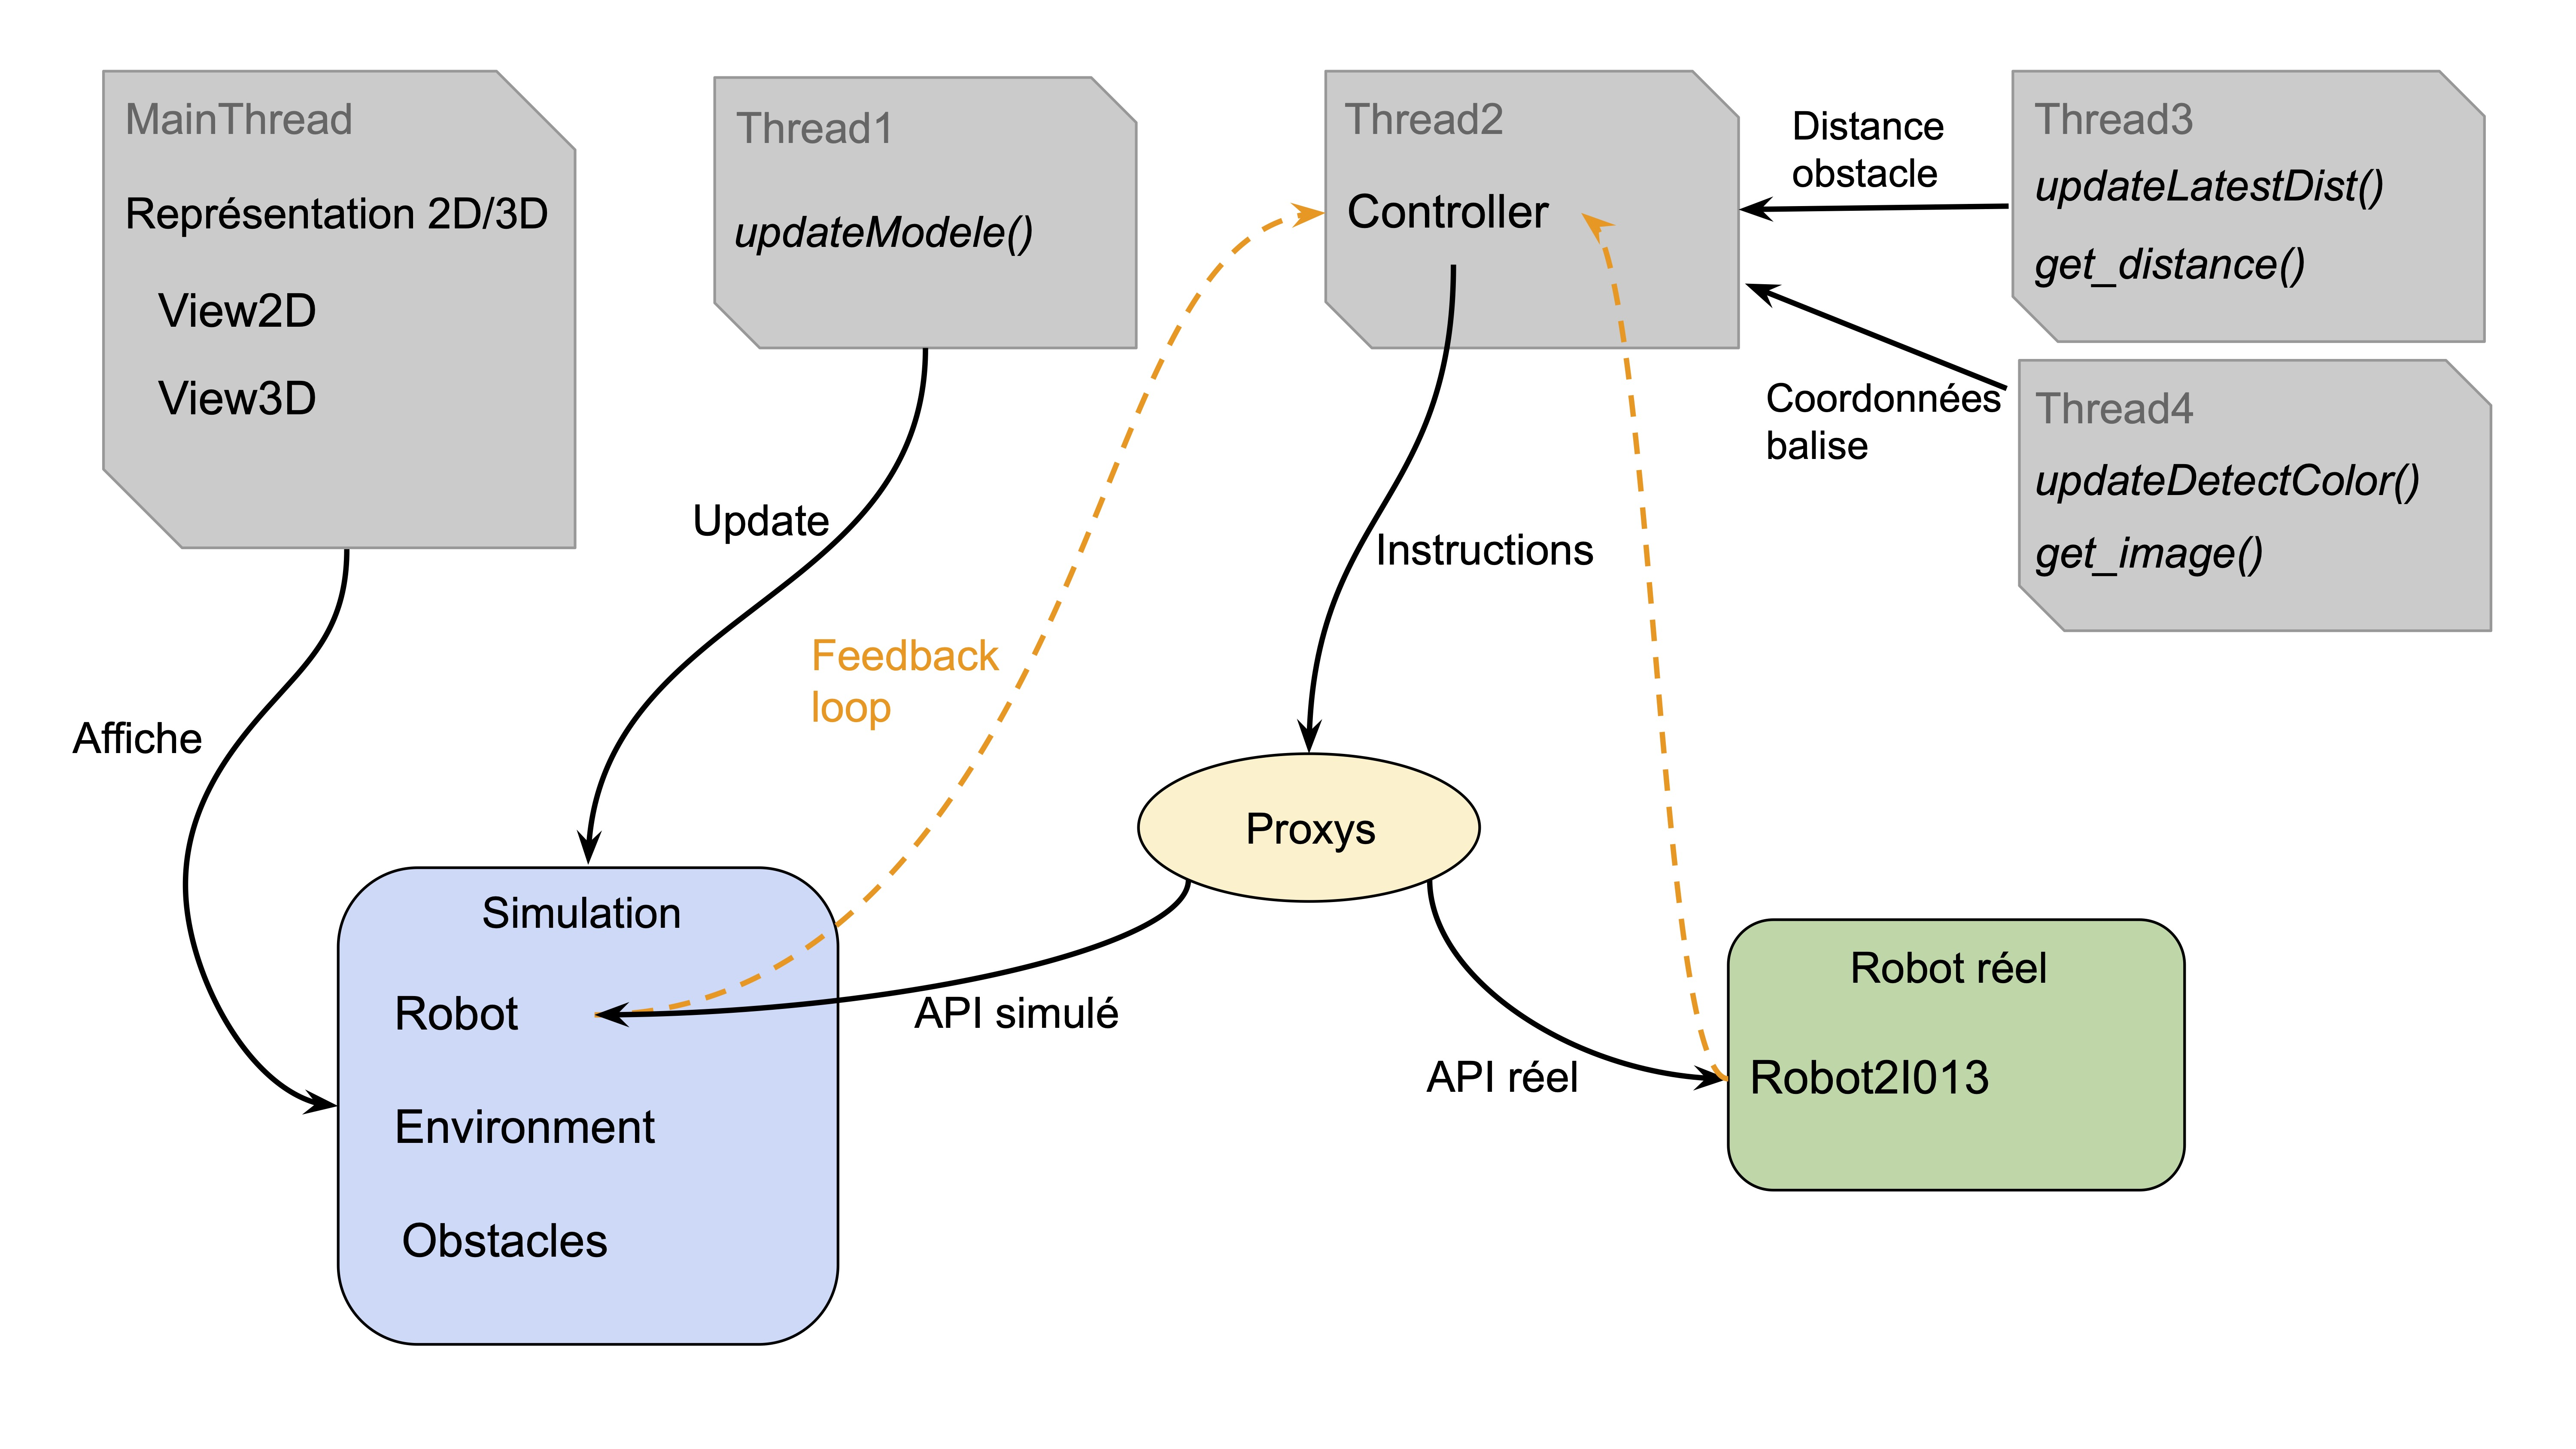 MainThread
Représentation 2D/3D
View2D
View3D
Thread1
updateModele()
Thread2
Controller
Distance
obstacle
Thread3
updateLatestDist()
get_distance()
Coordonnées
balise
Thread4
updateDetectColor()
get_image()
Update
Instructions
Feedback
loop
Affiche
Proxys
Simulation
Robot
Environment
Obstacles
API simulé
API réel
Robot réel
Robot2I013